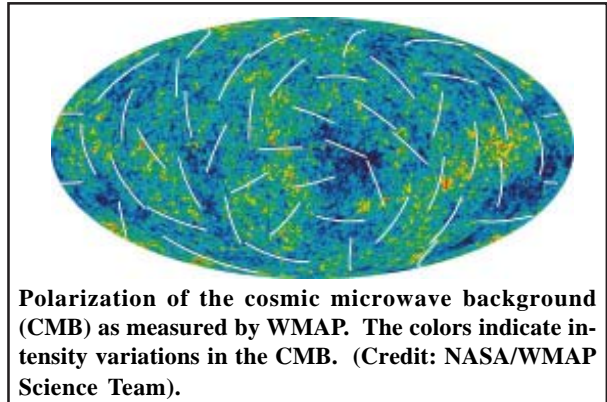 Polarization of the cosmic microwave background
(CMB) as measured by WMAP. The colors indicate in-
tensity variations in the CMB. (Credit: NASA/WMAP
Science Team).